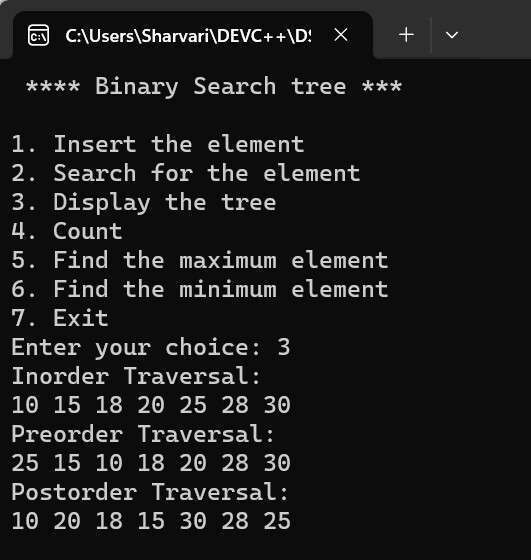 C:\Users\Sharvari\DEVC++\DS
**** Binary Search tree ***
1. Insert the element
2. Search for the element
3. Display the tree
4. Count
5. Find the maximum element
6. Find the minimum element
7. Exit
Enter your choice: 3
Inorder Traversal:
10 15 18 20 25 28 30
Preorder Traversal:
25 15 10 18 20 28 30
Postorder Traversal:
10 20 18 15 30 28 25